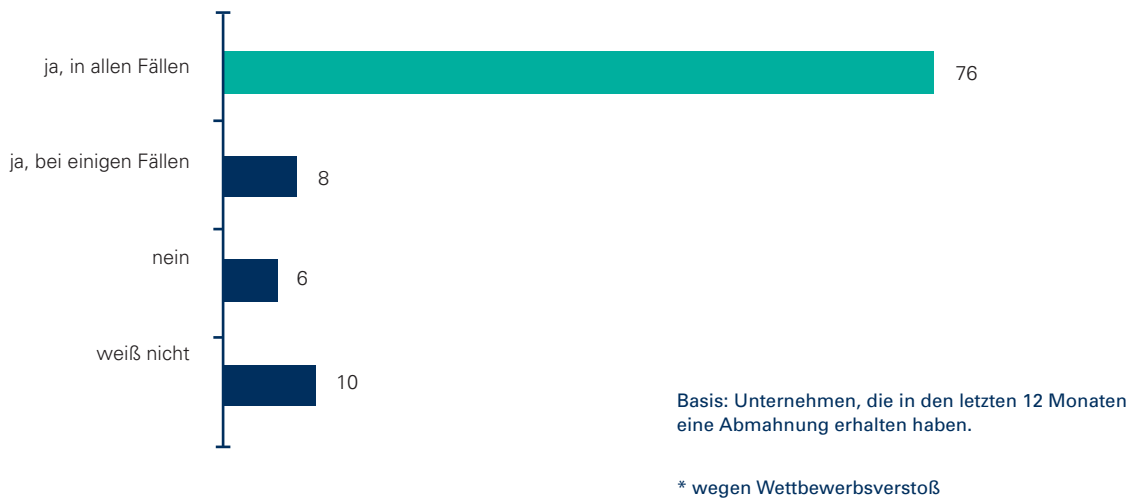 ja, in allen Fällen
76
ja, bei einigen Fällen
8
nein
6
weiß nicht
10
Basis: Unternehmen, die in den letzten 12 Monaten
eine Abmahnung erhalten haben.
* wegen Wettbewerbsverstoß